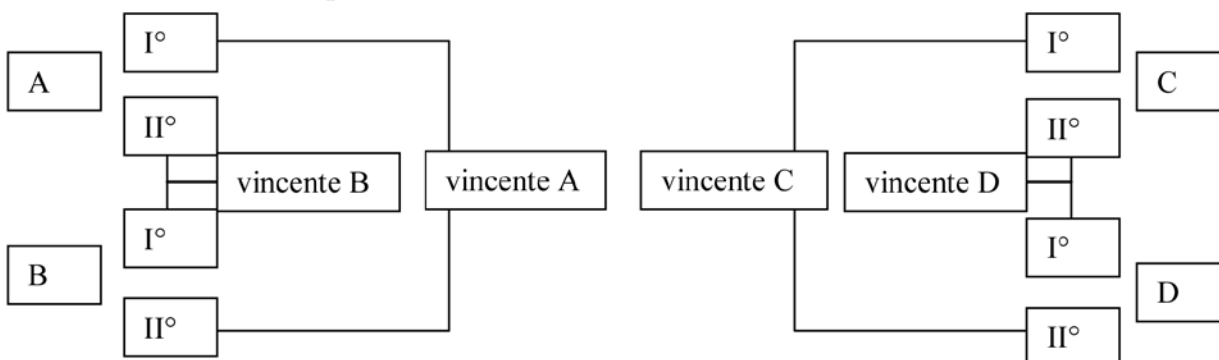 I°
A
II°
vincente B
vincente A
I°
B
II°
I°
C
II°
vincente C
vincente D
I°
D
II°